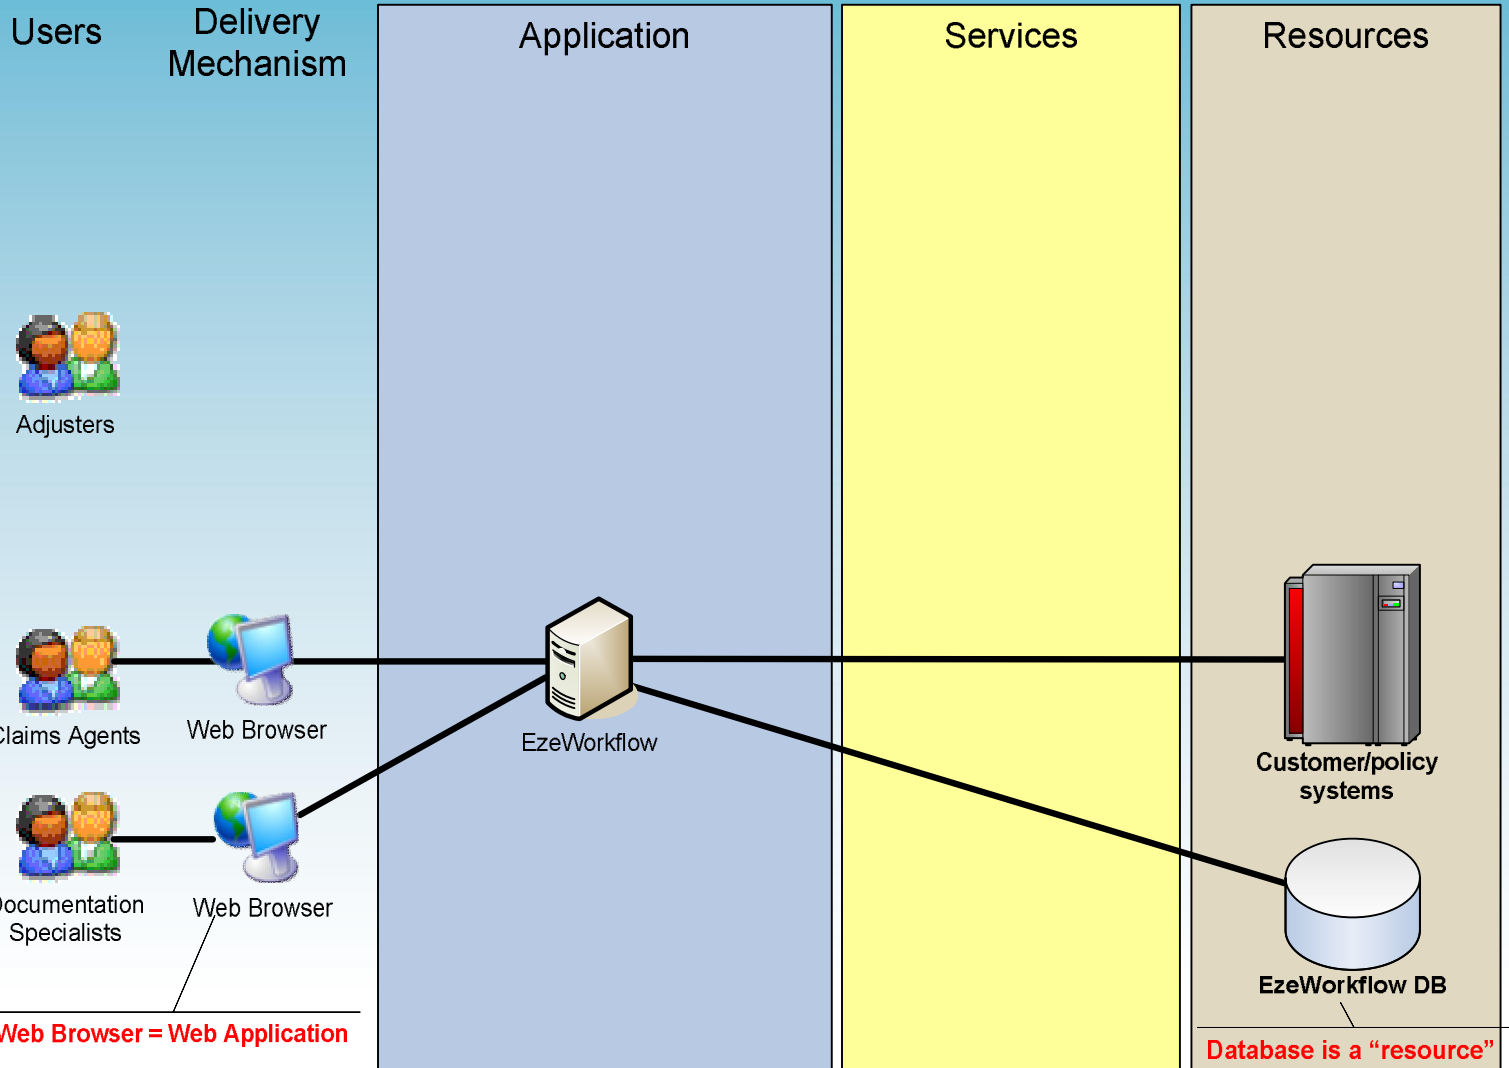 Users
Delivery
Mechanism
Application
Services
Resources
Adjusters
Claims Agents
Web Browser
EzeWorkflow
Customer/policy
systems
Documentation
Specialists
Web Browser
EzeWorkflow DB
Web Browser = Web Application
Database is a “resource”